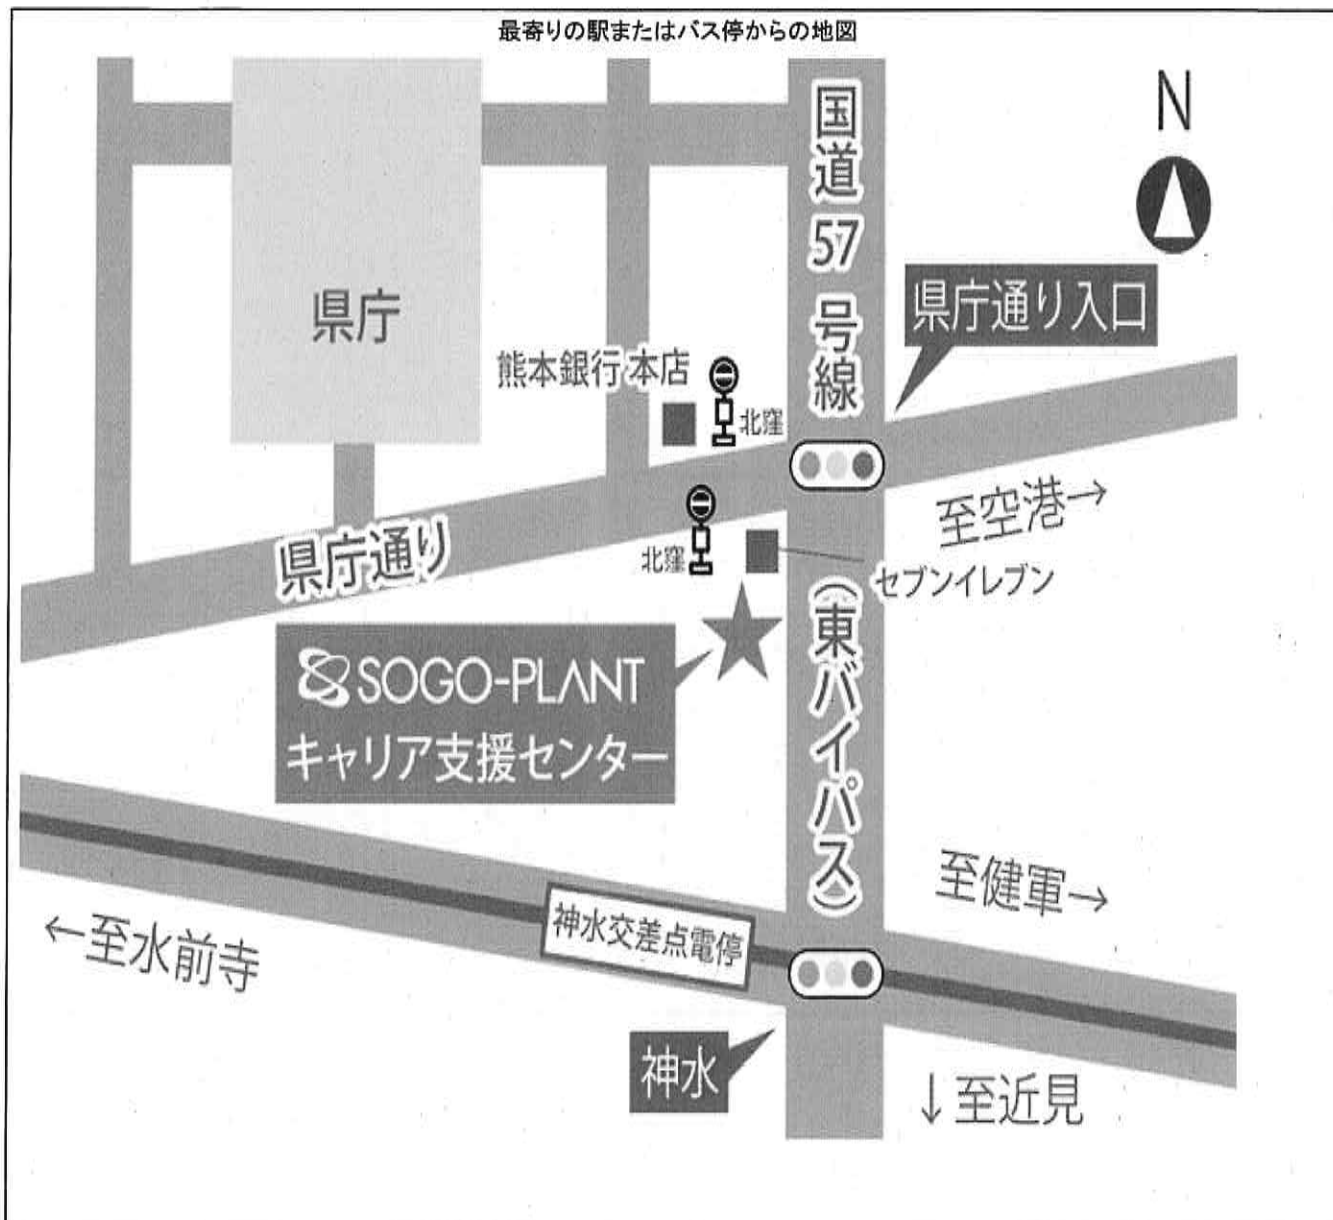 最寄りの駅またはバス停からの地図
国道57号線
N
県庁
県庁通り入口
熊本銀行 本店
北窪
北窪
至空港→
県庁通り
セブンイレブン
(東バイパス)
SOGO-PLANT
キャリア支援センター
至健軍→
神水交差点電停
←至水前寺
神水
↓至近見